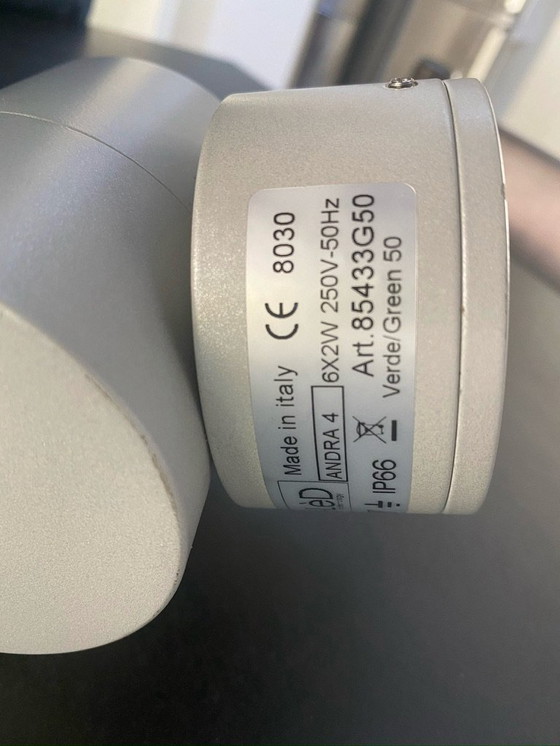 Made in italy CE 8030
ANDRA 4 6X2W 250V-50Hz
Art.85433G50
IP66 Verde/Green 50